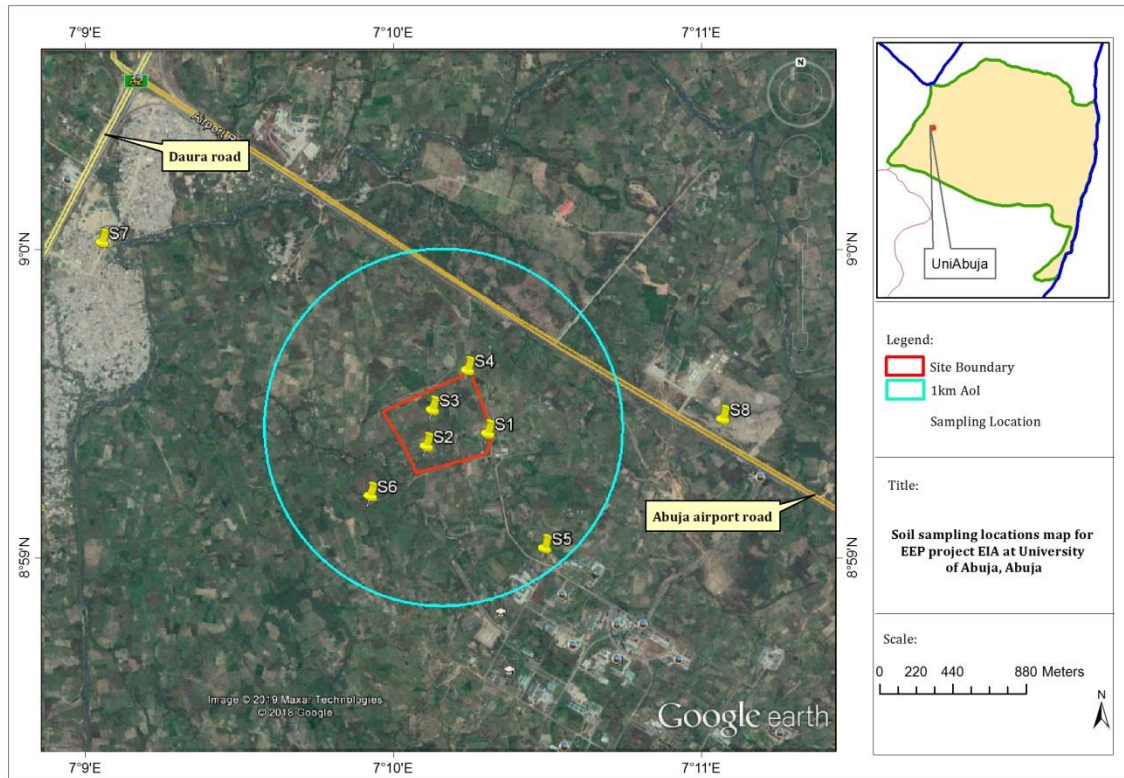 7°9'E
7°10'E
7°11'E
Daura road
9°0'N
9°0'N
S7
S4
S3
S1
S2
S8
S6
S5
Abuja airport road
8°59'N
8°59'N
Image © 2019 Maxar Technologies
© 2018 Google
Google earth
7°9'E
7°10'E
7°11'E
N
UniAbuja
Legend:
Site Boundary
1km AoI
Sampling Location
Title:
Soil sampling locations map for
EEP project EIA at University
of Abuja, Abuja
Scale:
0 220 440 880 Meters
N